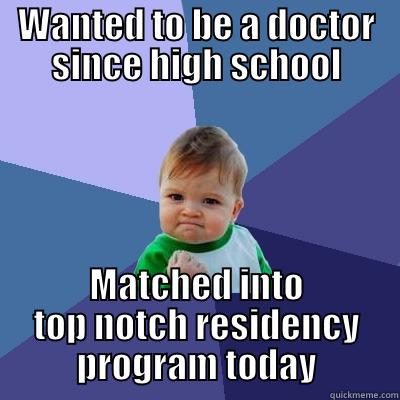 Wanted to be a doctor
since high school
Matched into
top notch residency
program today
quickmeme.com